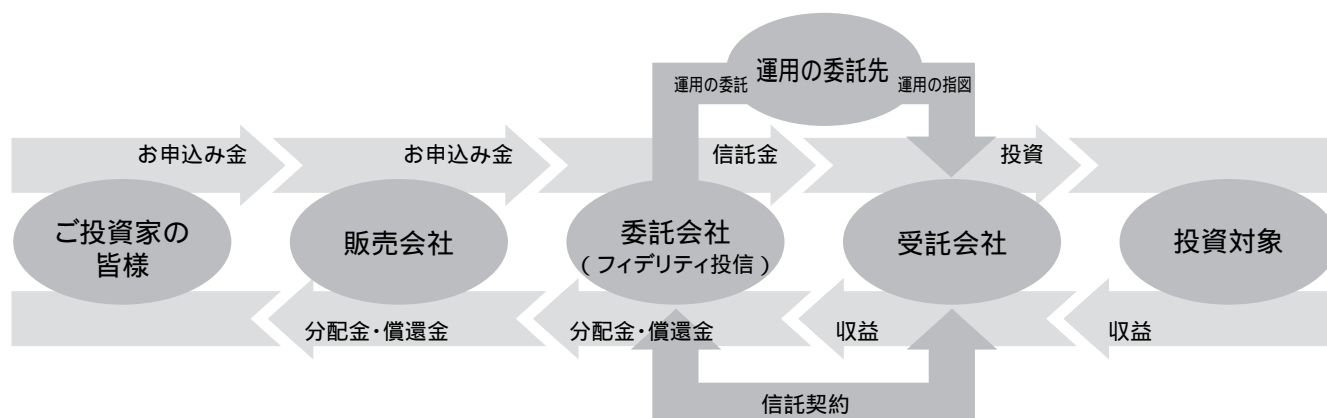 運用の委託先
運用の委託
運用の指図
お申込み金
お申込み金
信託金
投資
ご投資家の
皆様
販売会社
委託会社
(フィデリティ投信)
受託会社
投資対象
分配金・償還金
分配金・償還金
収益
収益
信託契約